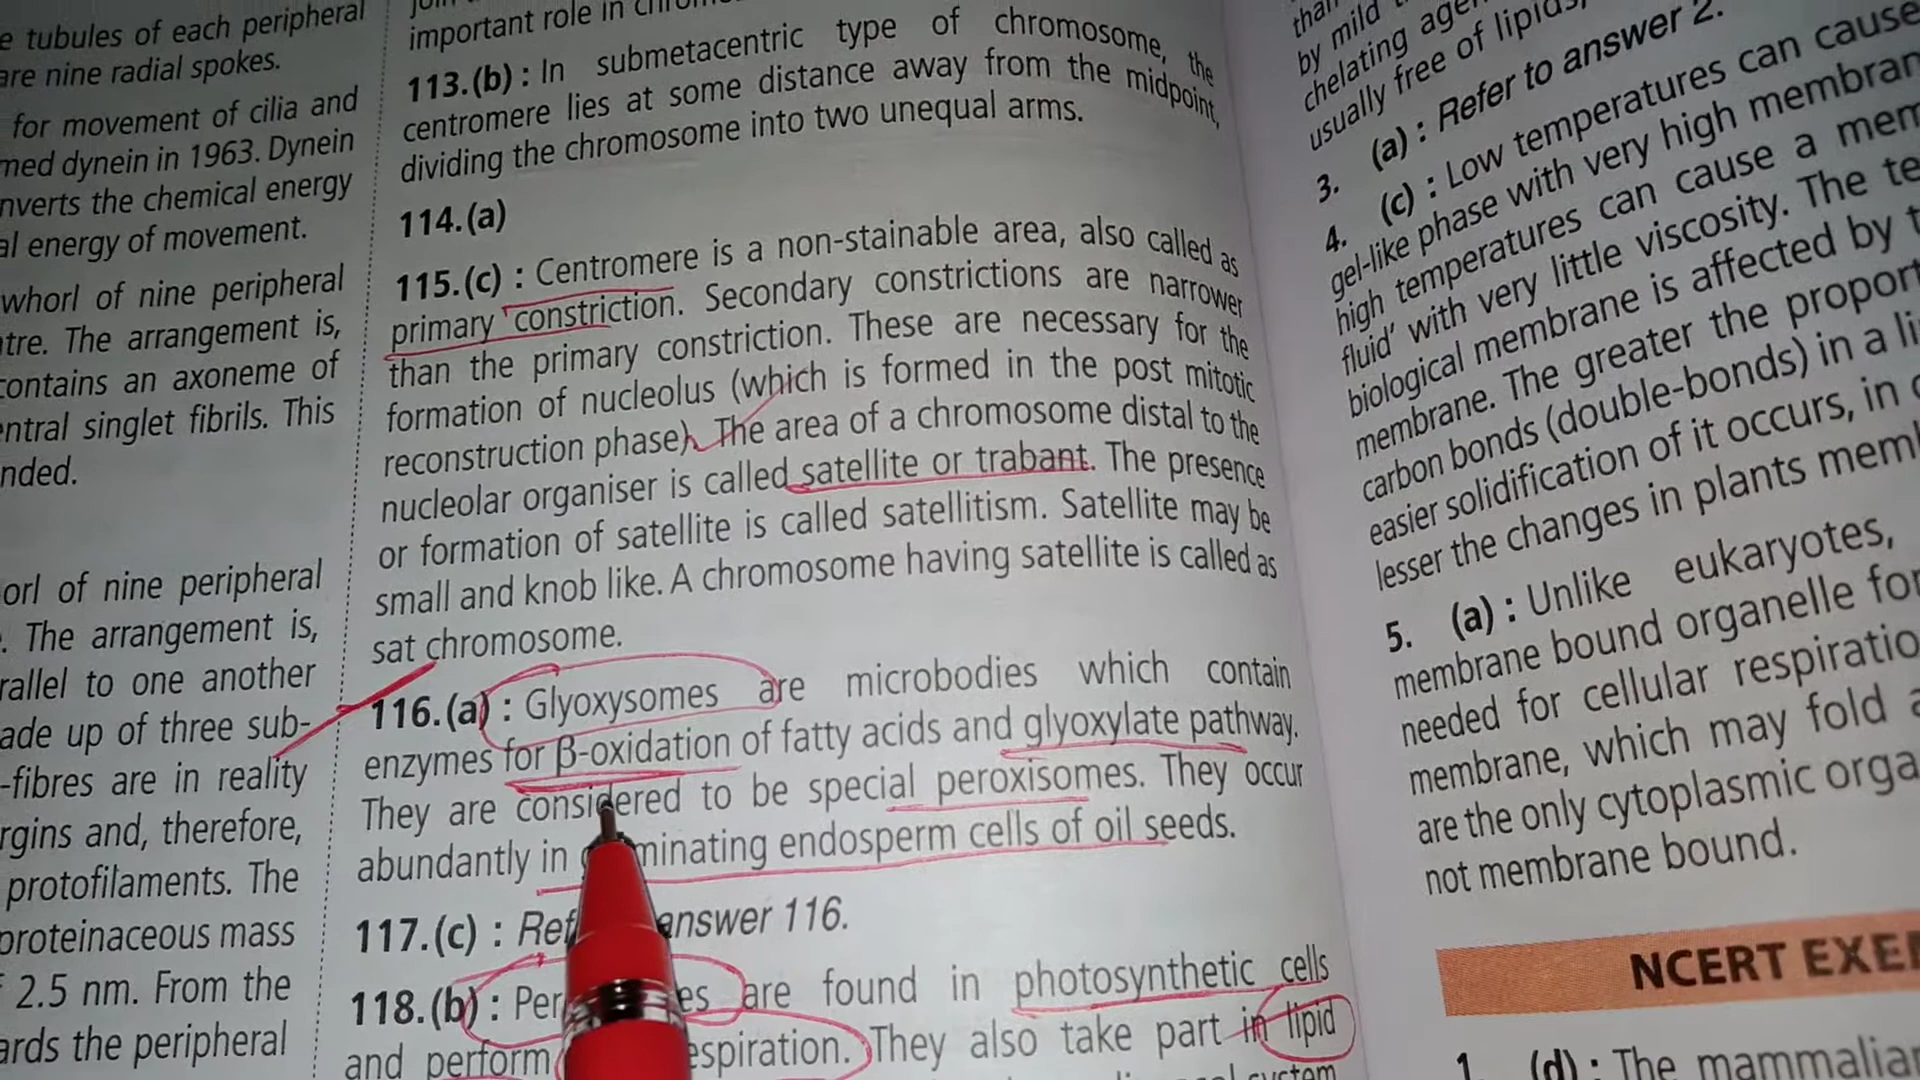 e tubules of each peripheral
are nine radial spokes.
for movement of cilia and
med dynein in 1963. Dynein
nverts the chemical energy
al energy of movement.
whorl of nine peripheral
tre. The arrangement is,
contains an axoneme of
entral singlet fibrils. This
nded.
orl of nine peripheral
. The arrangement is,
rallel to one another
ade up of three sub-
-fibres are in reality
rgins and, therefore,
protofilaments. The
proteinaceous mass
2.5 nm. From the
ards the peripheral
important role in
113.(b) : In submetacentric type of chromosome, the
centromere lies at some distance away from the midpoint,
dividing the chromosome into two unequal arms.
114.(a)
115.(c) : Centromere is a non-stainable area, also called as
primary constriction. Secondary constrictions are narrower
than the primary constriction. These are necessary for the
formation of nucleolus (which is formed in the post mitotic
reconstruction phase). The area of a chromosome distal to the
nucleolar organiser is called satellite or trabant. The presence
or formation of satellite is called satellitism. Satellite may be
small and knob like. A chromosome having satellite is called as
sat chromosome.
116.(a) : Glyoxysomes are microbodies which contain
enzymes for β-oxidation of fatty acids and glyoxylate pathway.
They are considered to be special peroxisomes. They occur
abundantly in minating endosperm cells of oil seeds.
117.(c) : Ref answer 116.
118.(b) : Per es are found in photosynthetic cells
and perform espiration. They also take part in lipid
than
by mild
chelating agen
usually free of lipids,
3. (a) : Refer to answer 2.
4. (c) : Low temperatures can cause
gel-like phase with very high membran
high temperatures can cause a mem
fluid' with very little viscosity. The te
biological membrane is affected by t
membrane. The greater the proport
carbon bonds (double-bonds) in a li
easier solidification of it occurs, in c
lesser the changes in plants meml
5. (a) : Unlike eukaryotes,
membrane bound organelle for
needed for cellular respiratio
membrane, which may fold a
are the only cytoplasmic orga
not membrane bound.
NCERT EXE
1. (d) : The mammalian